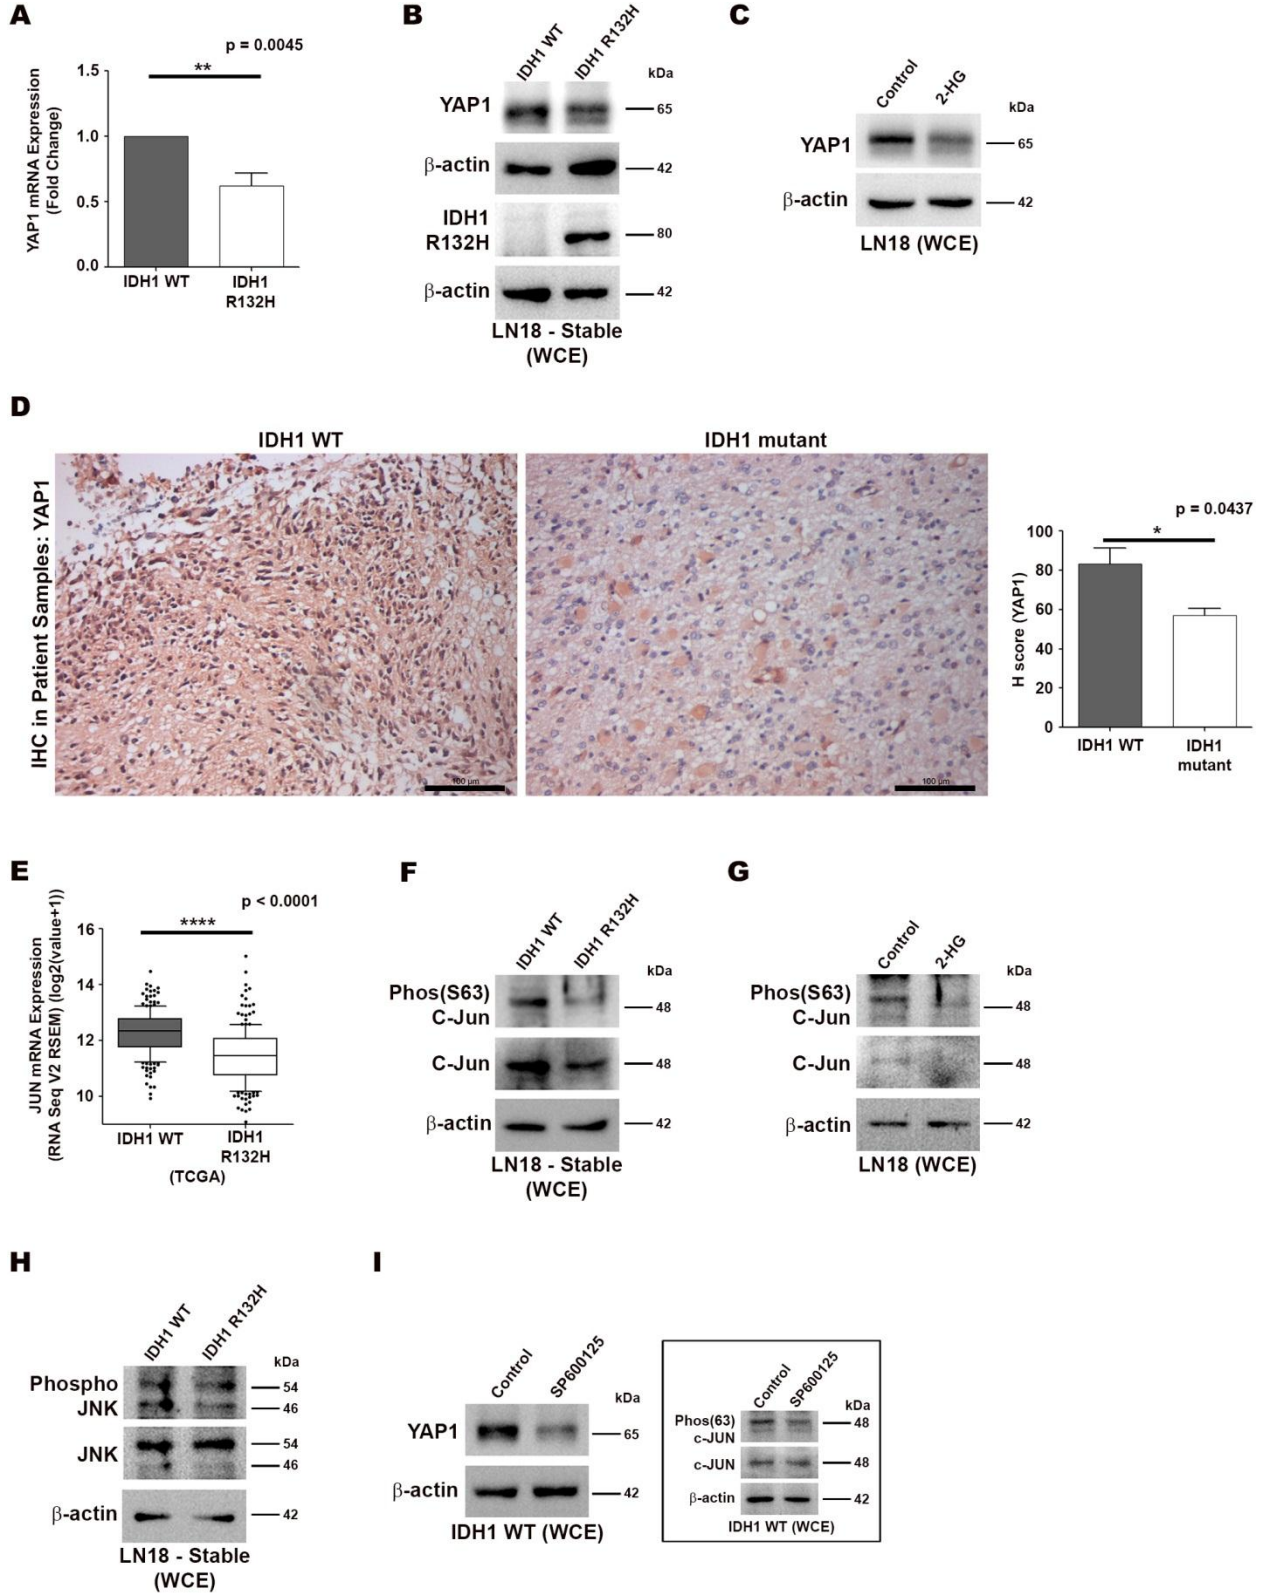 A
p = 0.0045
**
YAP1 mRNA Expression
(Fold Change)
1.5
1.0
0.5
0.0
IDH1 WT
IDH1
R132H
B
IDH1 WT
IDH1 R132H
kDa
YAP1
65
β-actin
42
IDH1
R132H
80
β-actin
42
LN18 - Stable
(WCE)
C
Control
2-HG
kDa
YAP1
65
β-actin
42
LN18 (WCE)
D
IHC in Patient Samples: YAP1
IDH1 WT
IDH1 mutant
100 µm
100 µm
p = 0.0437
*
H score (YAP1)
100
80
60
40
20
0
IDH1 WT
IDH1
mutant
E
p < 0.0001
****
JUN mRNA Expression
(RNA Seq V2 RSEM) (log2(value+1))
16
14
12
10
IDH1 WT
IDH1
R132H
(TCGA)
F
IDH1 WT
IDH1 R132H
kDa
Phos(S63)
C-Jun
48
C-Jun
48
β-actin
42
LN18 - Stable
(WCE)
G
Control
2-HG
kDa
Phos(S63)
C-Jun
48
C-Jun
48
β-actin
42
LN18 (WCE)
H
IDH1 WT
IDH1 R132H
kDa
Phospho
JNK
54
46
JNK
54
46
β-actin
42
LN18 - Stable
(WCE)
I
Control
SP600125
kDa
YAP1
65
β-actin
42
IDH1 WT (WCE)
Control
SP600125
kDa
Phos(63)
c-JUN
48
c-JUN
48
β-actin
42
IDH1 WT (WCE)